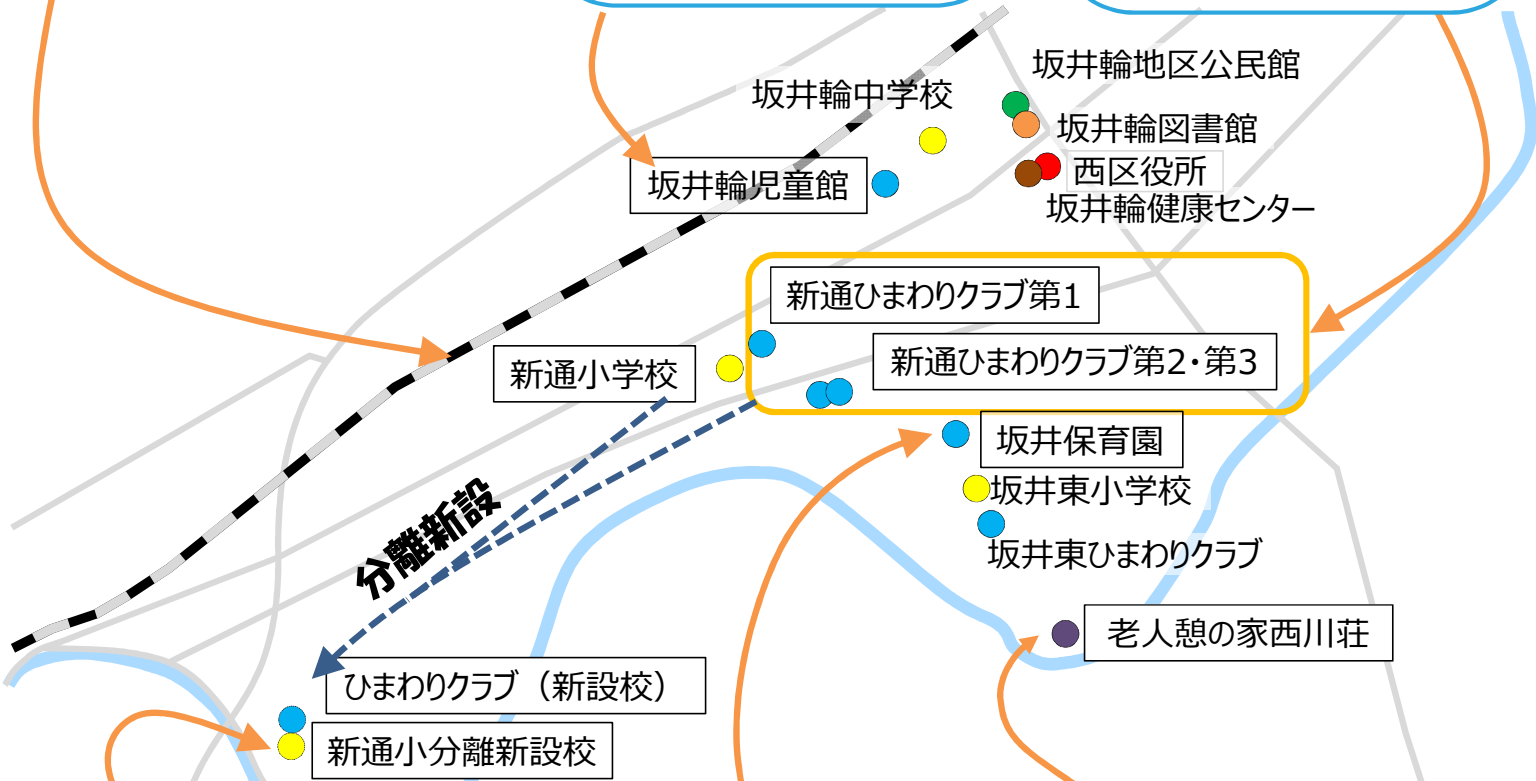 坂井輪地区公民館
坂井輪中学校
坂井輪図書館
西区役所
坂井輪児童館
坂井輪健康センター
新通ひまわりクラブ第1
新通小学校
新通ひまわりクラブ第2・第3
坂井保育園
坂井東小学校
分離新設
坂井東ひまわりクラブ
老人憩の家西川荘
ひまわりクラブ（新設校）
新通小分離新設校